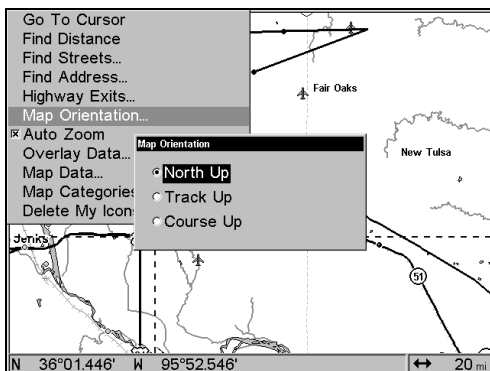 Go To Cursor
Find Distance
Find Streets...
Find Address...
Highway Exits...
Map Orientation...
Auto Zoom
Overlay Data...
Map Data...
Map Categories
Delete My Icon
Map Orientation
North Up
Track Up
Course Up
Fair Oaks
New Tulsa
Jenks
51
N 36°01.446' W 95°52.546' ↔ 20 mi